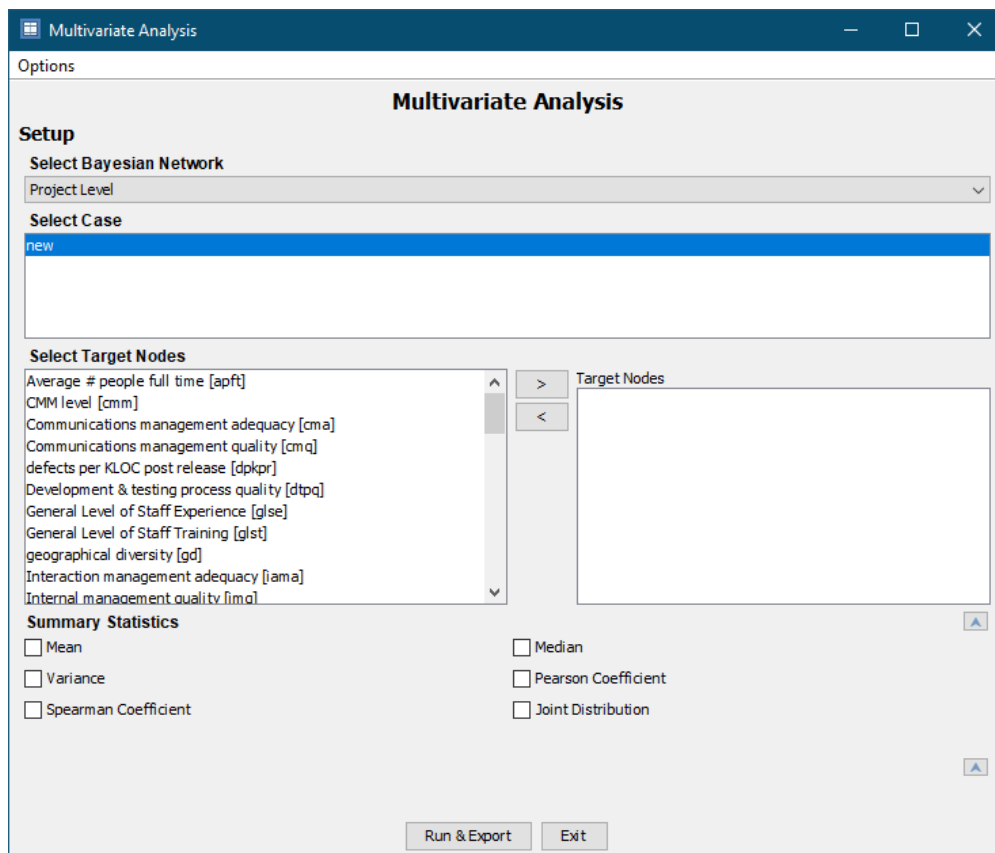 Multivariate Analysis
Options
Multivariate Analysis
Setup
Select Bayesian Network
Project Level
Select Case
new
Select Target Nodes
Average # people full time [apft]
CMM level [cmm]
Communications management adequacy [cma]
Communications management quality [cmq]
defects per KLOC post release [dpkpr]
Development & testing process quality [dtpq]
General Level of Staff Experience [glse]
General Level of Staff Training [glst]
geographical diversity [gd]
Interaction management adequacy [iama]
Internal management quality [imq]
>
<
Target Nodes
Summary Statistics
Mean
Median
Variance
Pearson Coefficient
Spearman Coefficient
Joint Distribution
Run & Export
Exit